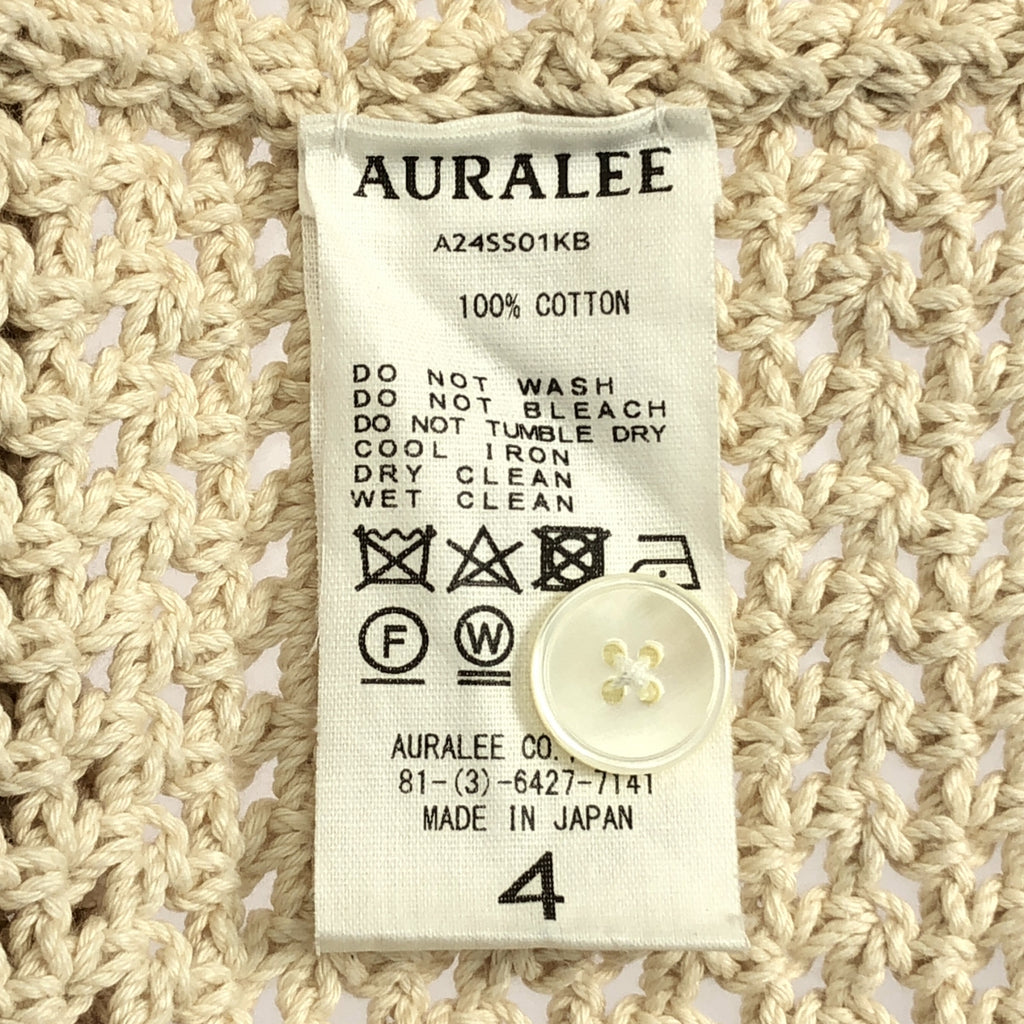 AURALEE
A24SS01KB
100% COTTON
DO NOT WASH
DO NOT BLEACH
DO NOT TUMBLE DRY
COOL IRON
DRY CLEAN
WET CLEAN
F W
AURALEE CO.
81-(3)-6427-7141
MADE IN JAPAN
4